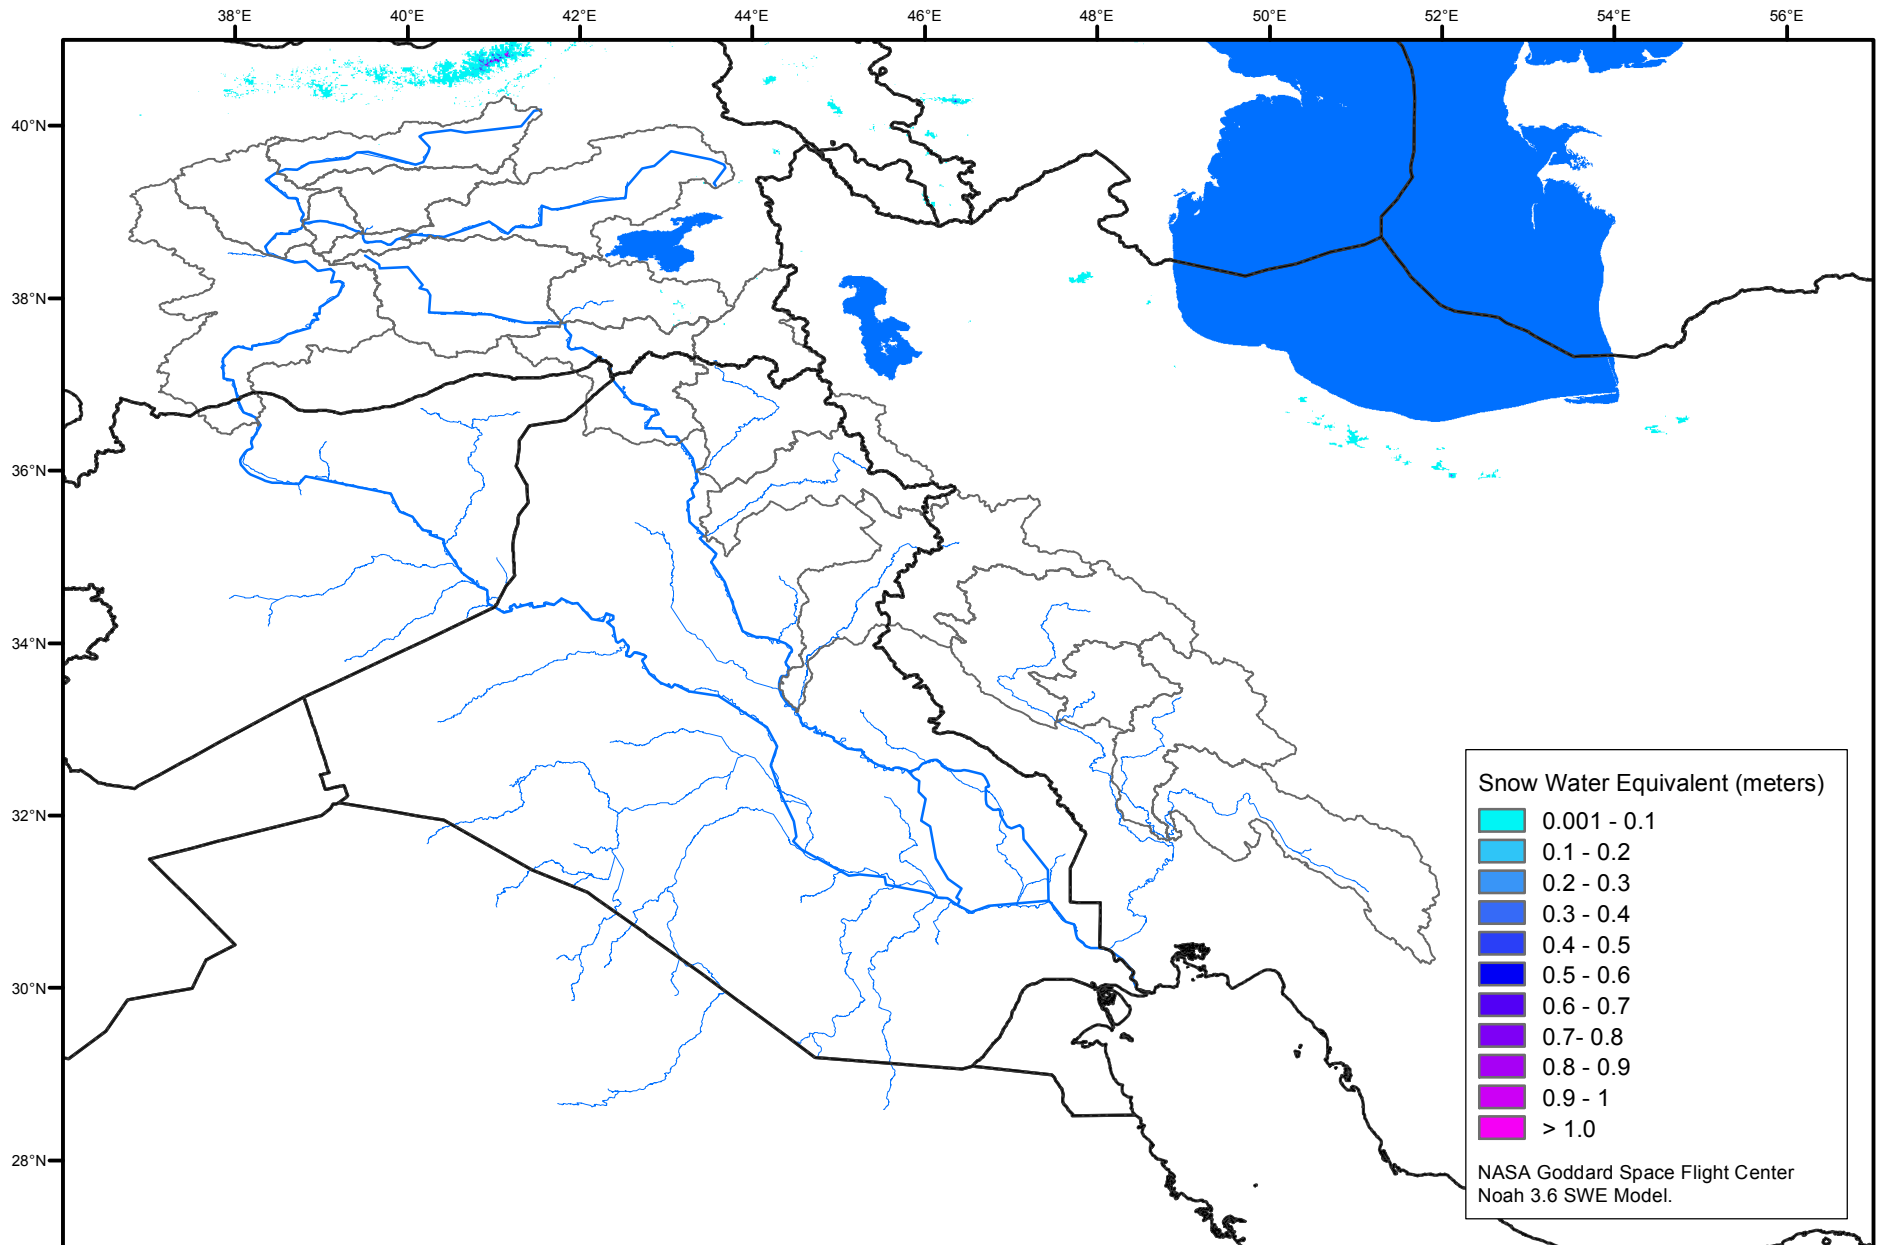 38°E 40°E 42°E 44°E 46°E 48°E 50°E 52°E 54°E 56°E
40°N
38°N
36°N
34°N
32°N
30°N
28°N
Snow Water Equivalent (meters)
0.001 - 0.1
0.1 - 0.2
0.2 - 0.3
0.3 - 0.4
0.4 - 0.5
0.5 - 0.6
0.6 - 0.7
0.7- 0.8
0.8 - 0.9
0.9 - 1
> 1.0
NASA Goddard Space Flight Center
Noah 3.6 SWE Model.